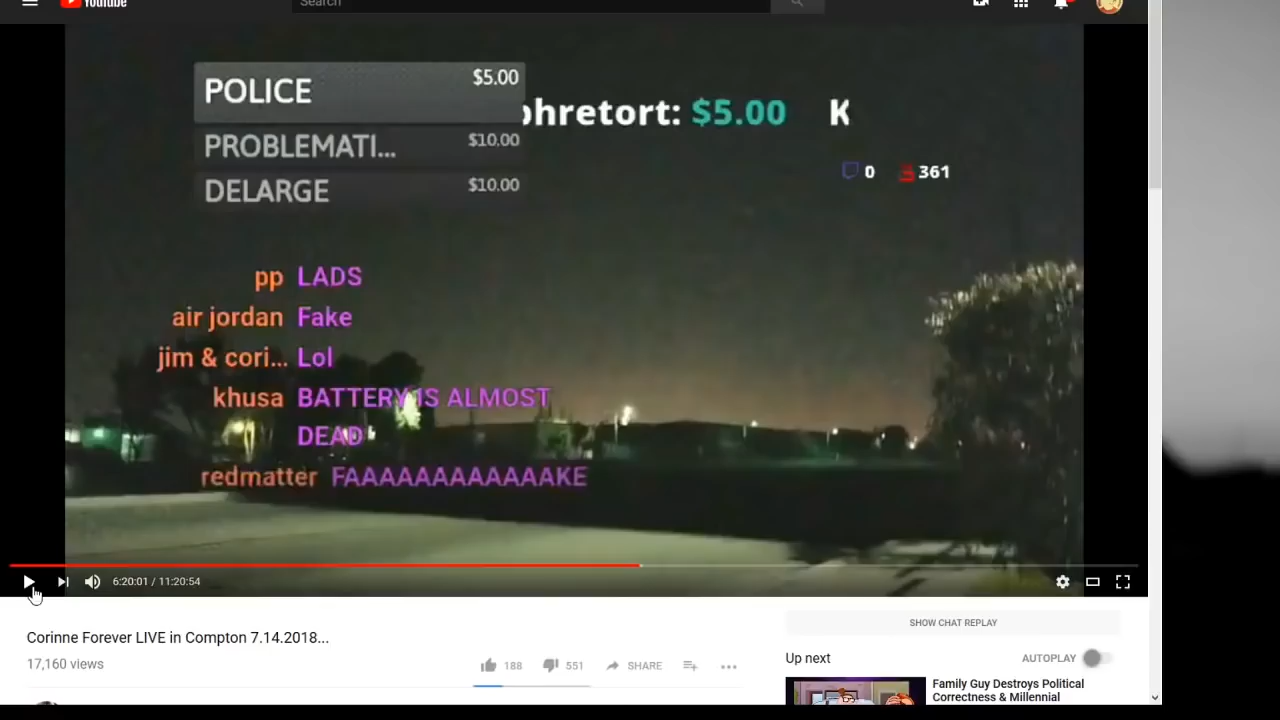 YouTube
Search
POLICE $5.00
PROBLEMATI... $10.00
DELARGE $10.00
ohretort: $5.00 K
0 361
pp LADS
air jordan Fake
jim & cori... Lol
khusa BATTERY IS ALMOST
DEAD
redmatter FAAAAAAAAAAAAKE
6:20:01 / 11:20:54
Corinne Forever LIVE in Compton 7.14.2018...
17,160 views
188 551 SHARE
SHOW CHAT REPLAY
Up next AUTOPLAY
Family Guy Destroys Political
Correctness & Millennial